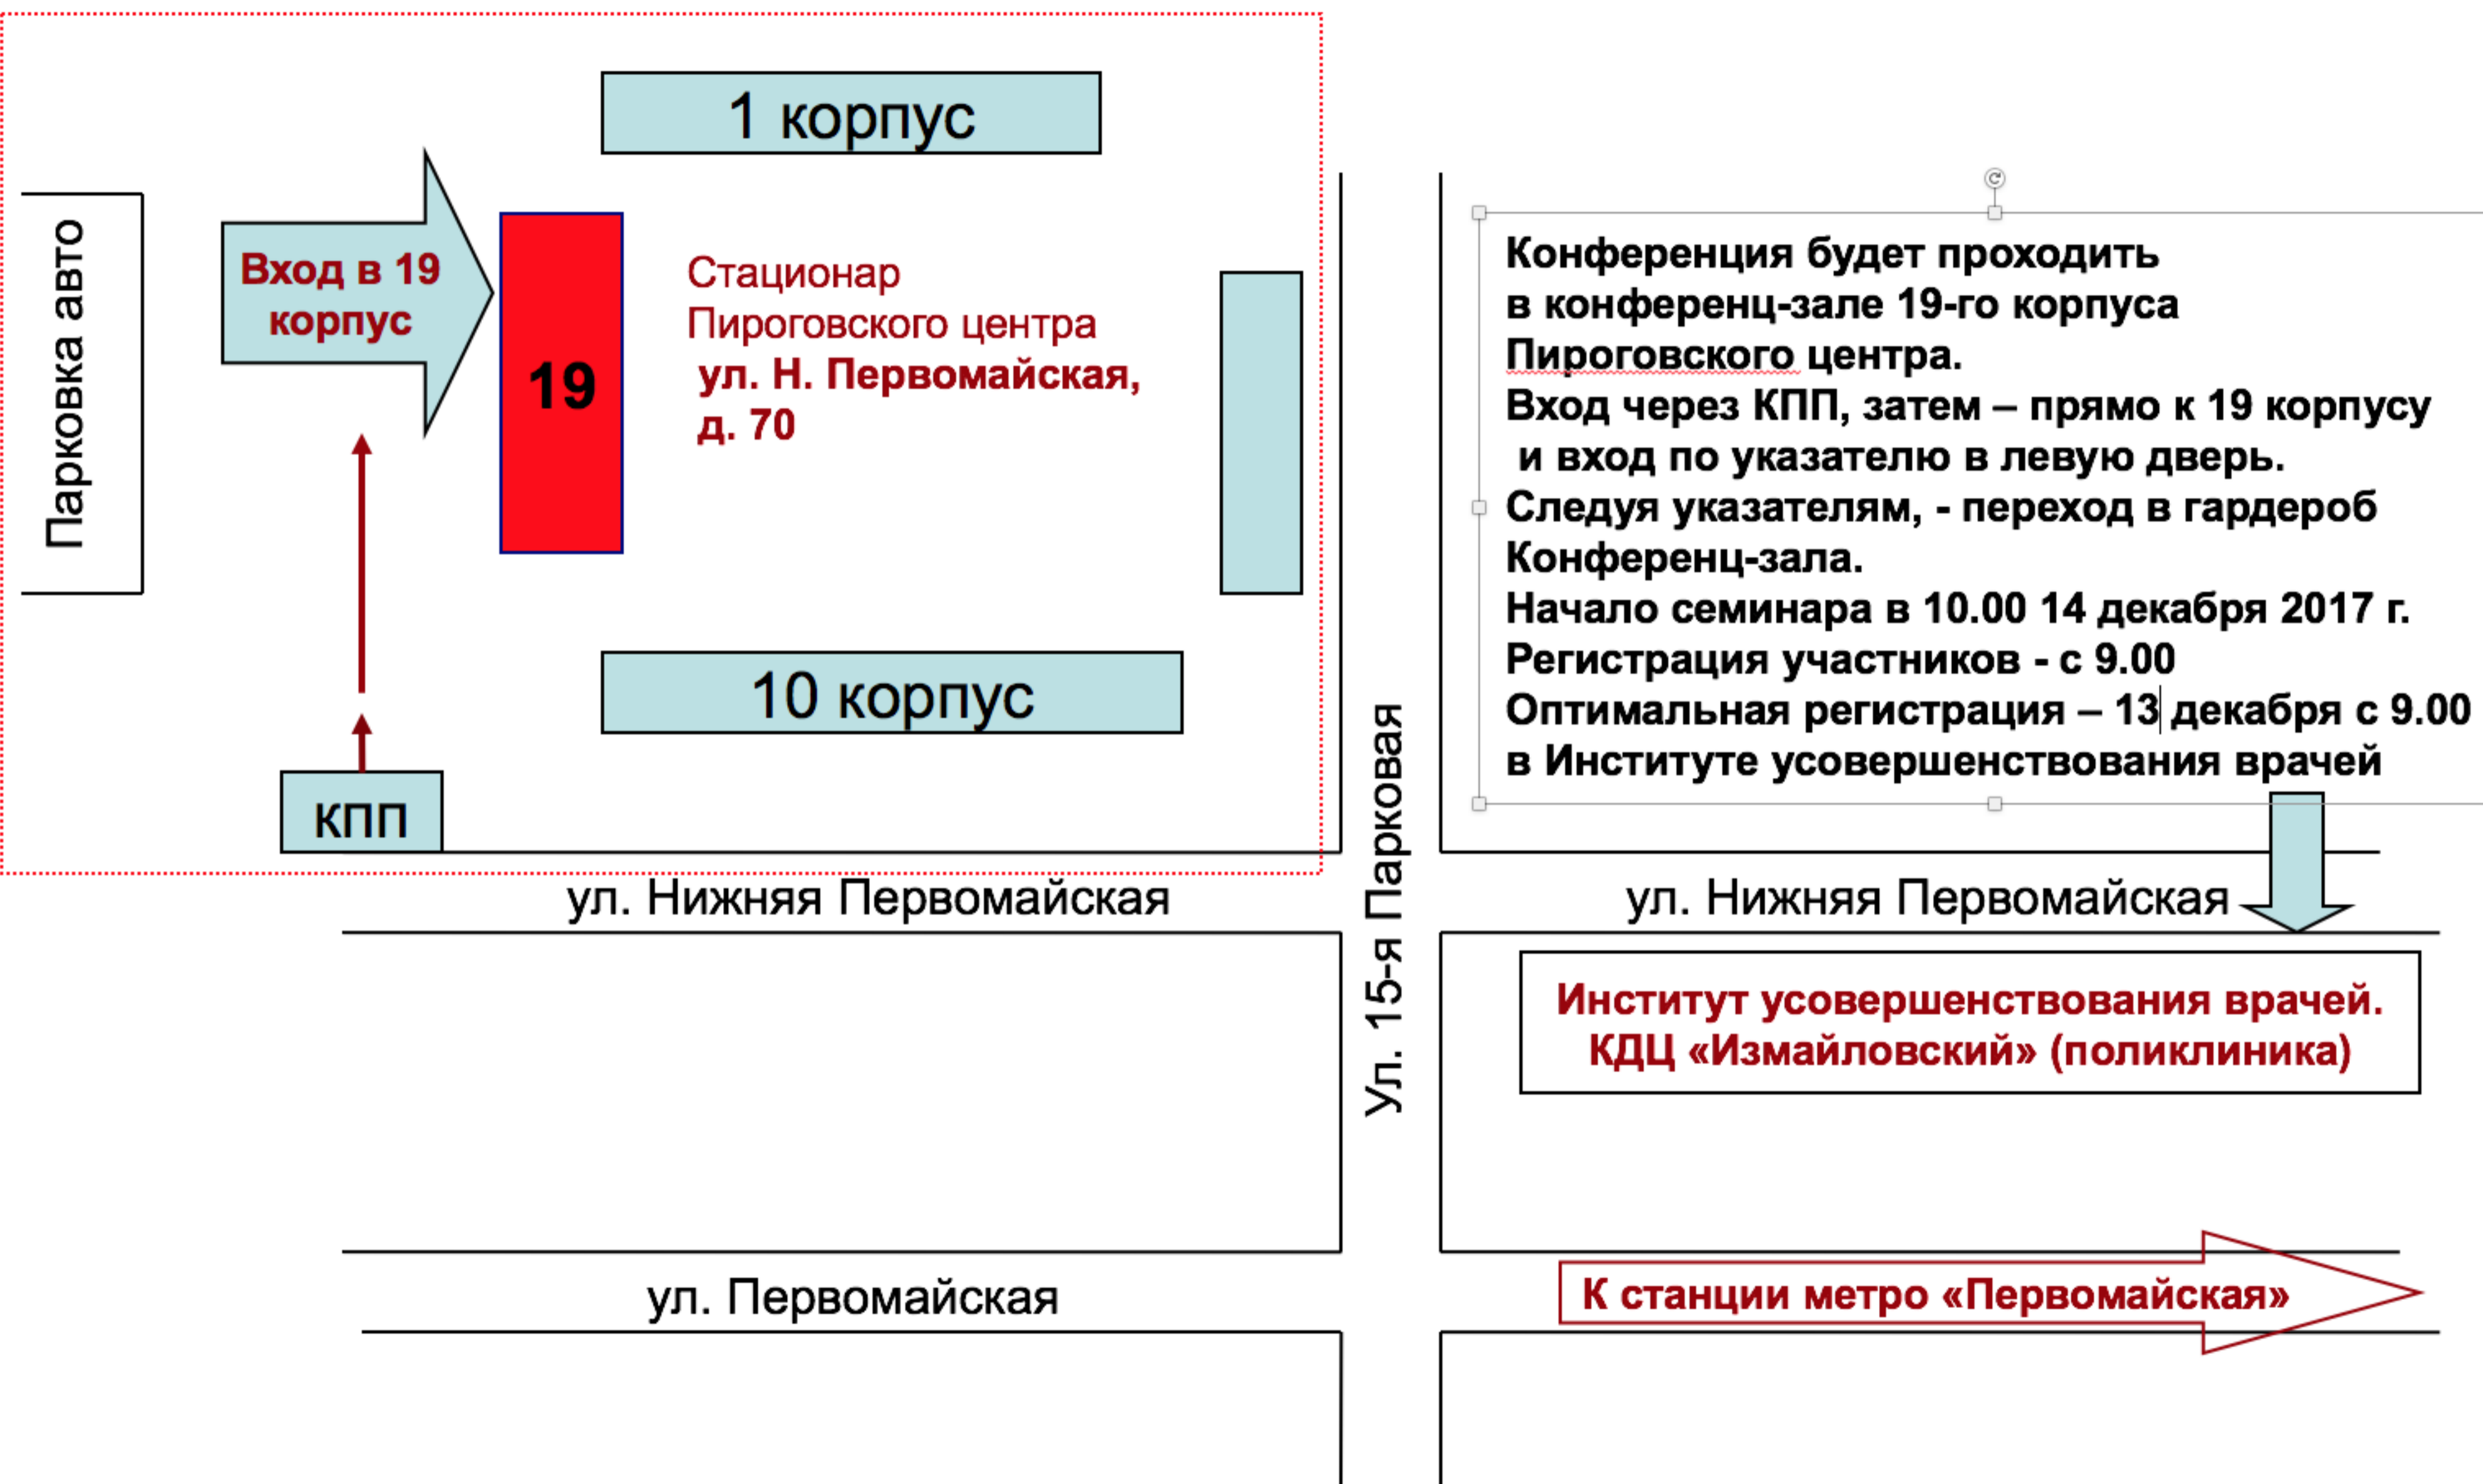 1 корпус
Парковка авто
Вход в 19
корпус
19
Стационар
Пироговского центра
ул. Н. Первомайская,
д. 70
10 корпус
КПП
Конференция будет проходить
в конференц-зале 19-го корпуса
Пироговского центра.
Вход через КПП, затем – прямо к 19 корпусу
и вход по указателю в левую дверь.
Следуя указателям, - переход в гардероб
Конференц-зала.
Начало семинара в 10.00 14 декабря 2017 г.
Регистрация участников - с 9.00
Оптимальная регистрация – 13 декабря с 9.00
в Институте усовершенствования врачей
ул. Нижняя Первомайская
Ул. 15-я Парковая
ул. Нижняя Первомайская
Институт усовершенствования врачей.
КДЦ «Измайловский» (поликлиника)
ул. Первомайская
К станции метро «Первомайская»